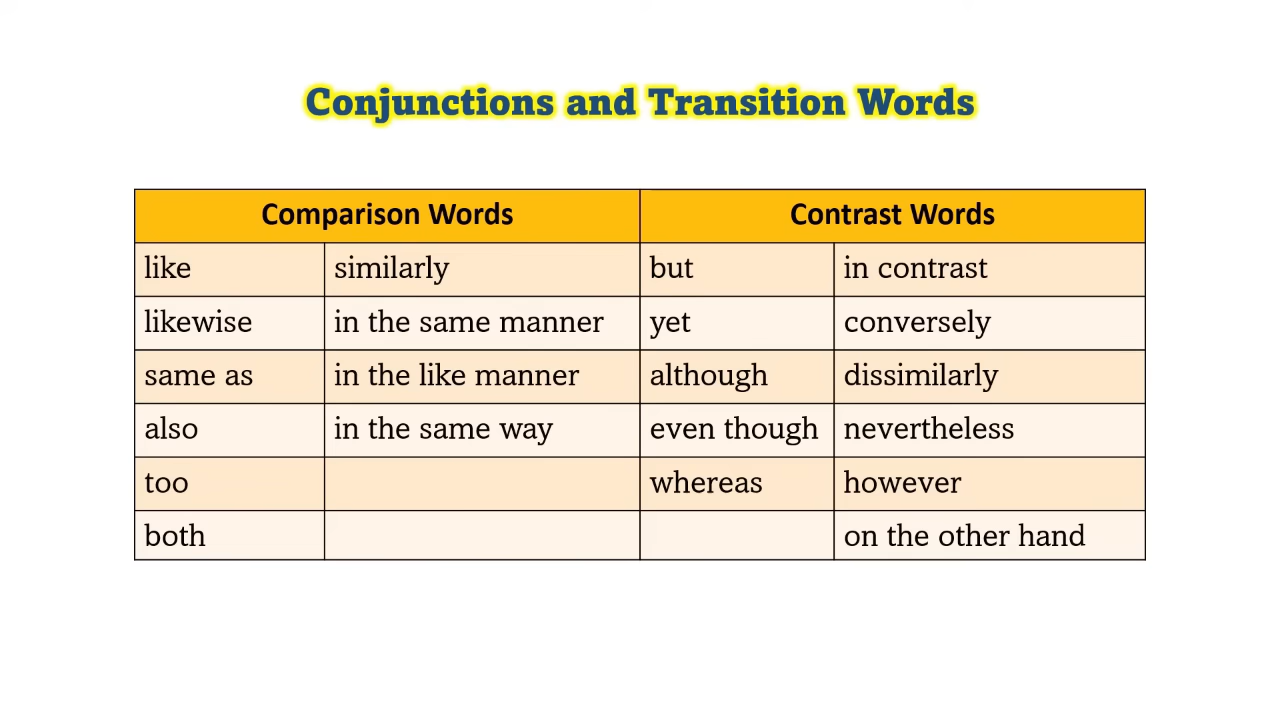 Conjunctions and Transition Words
Comparison Words Contrast Words
like similarly but in contrast
likewise in the same manner yet conversely
same as in the like manner although dissimilarly
also in the same way even though nevertheless
too whereas however
both on the other hand